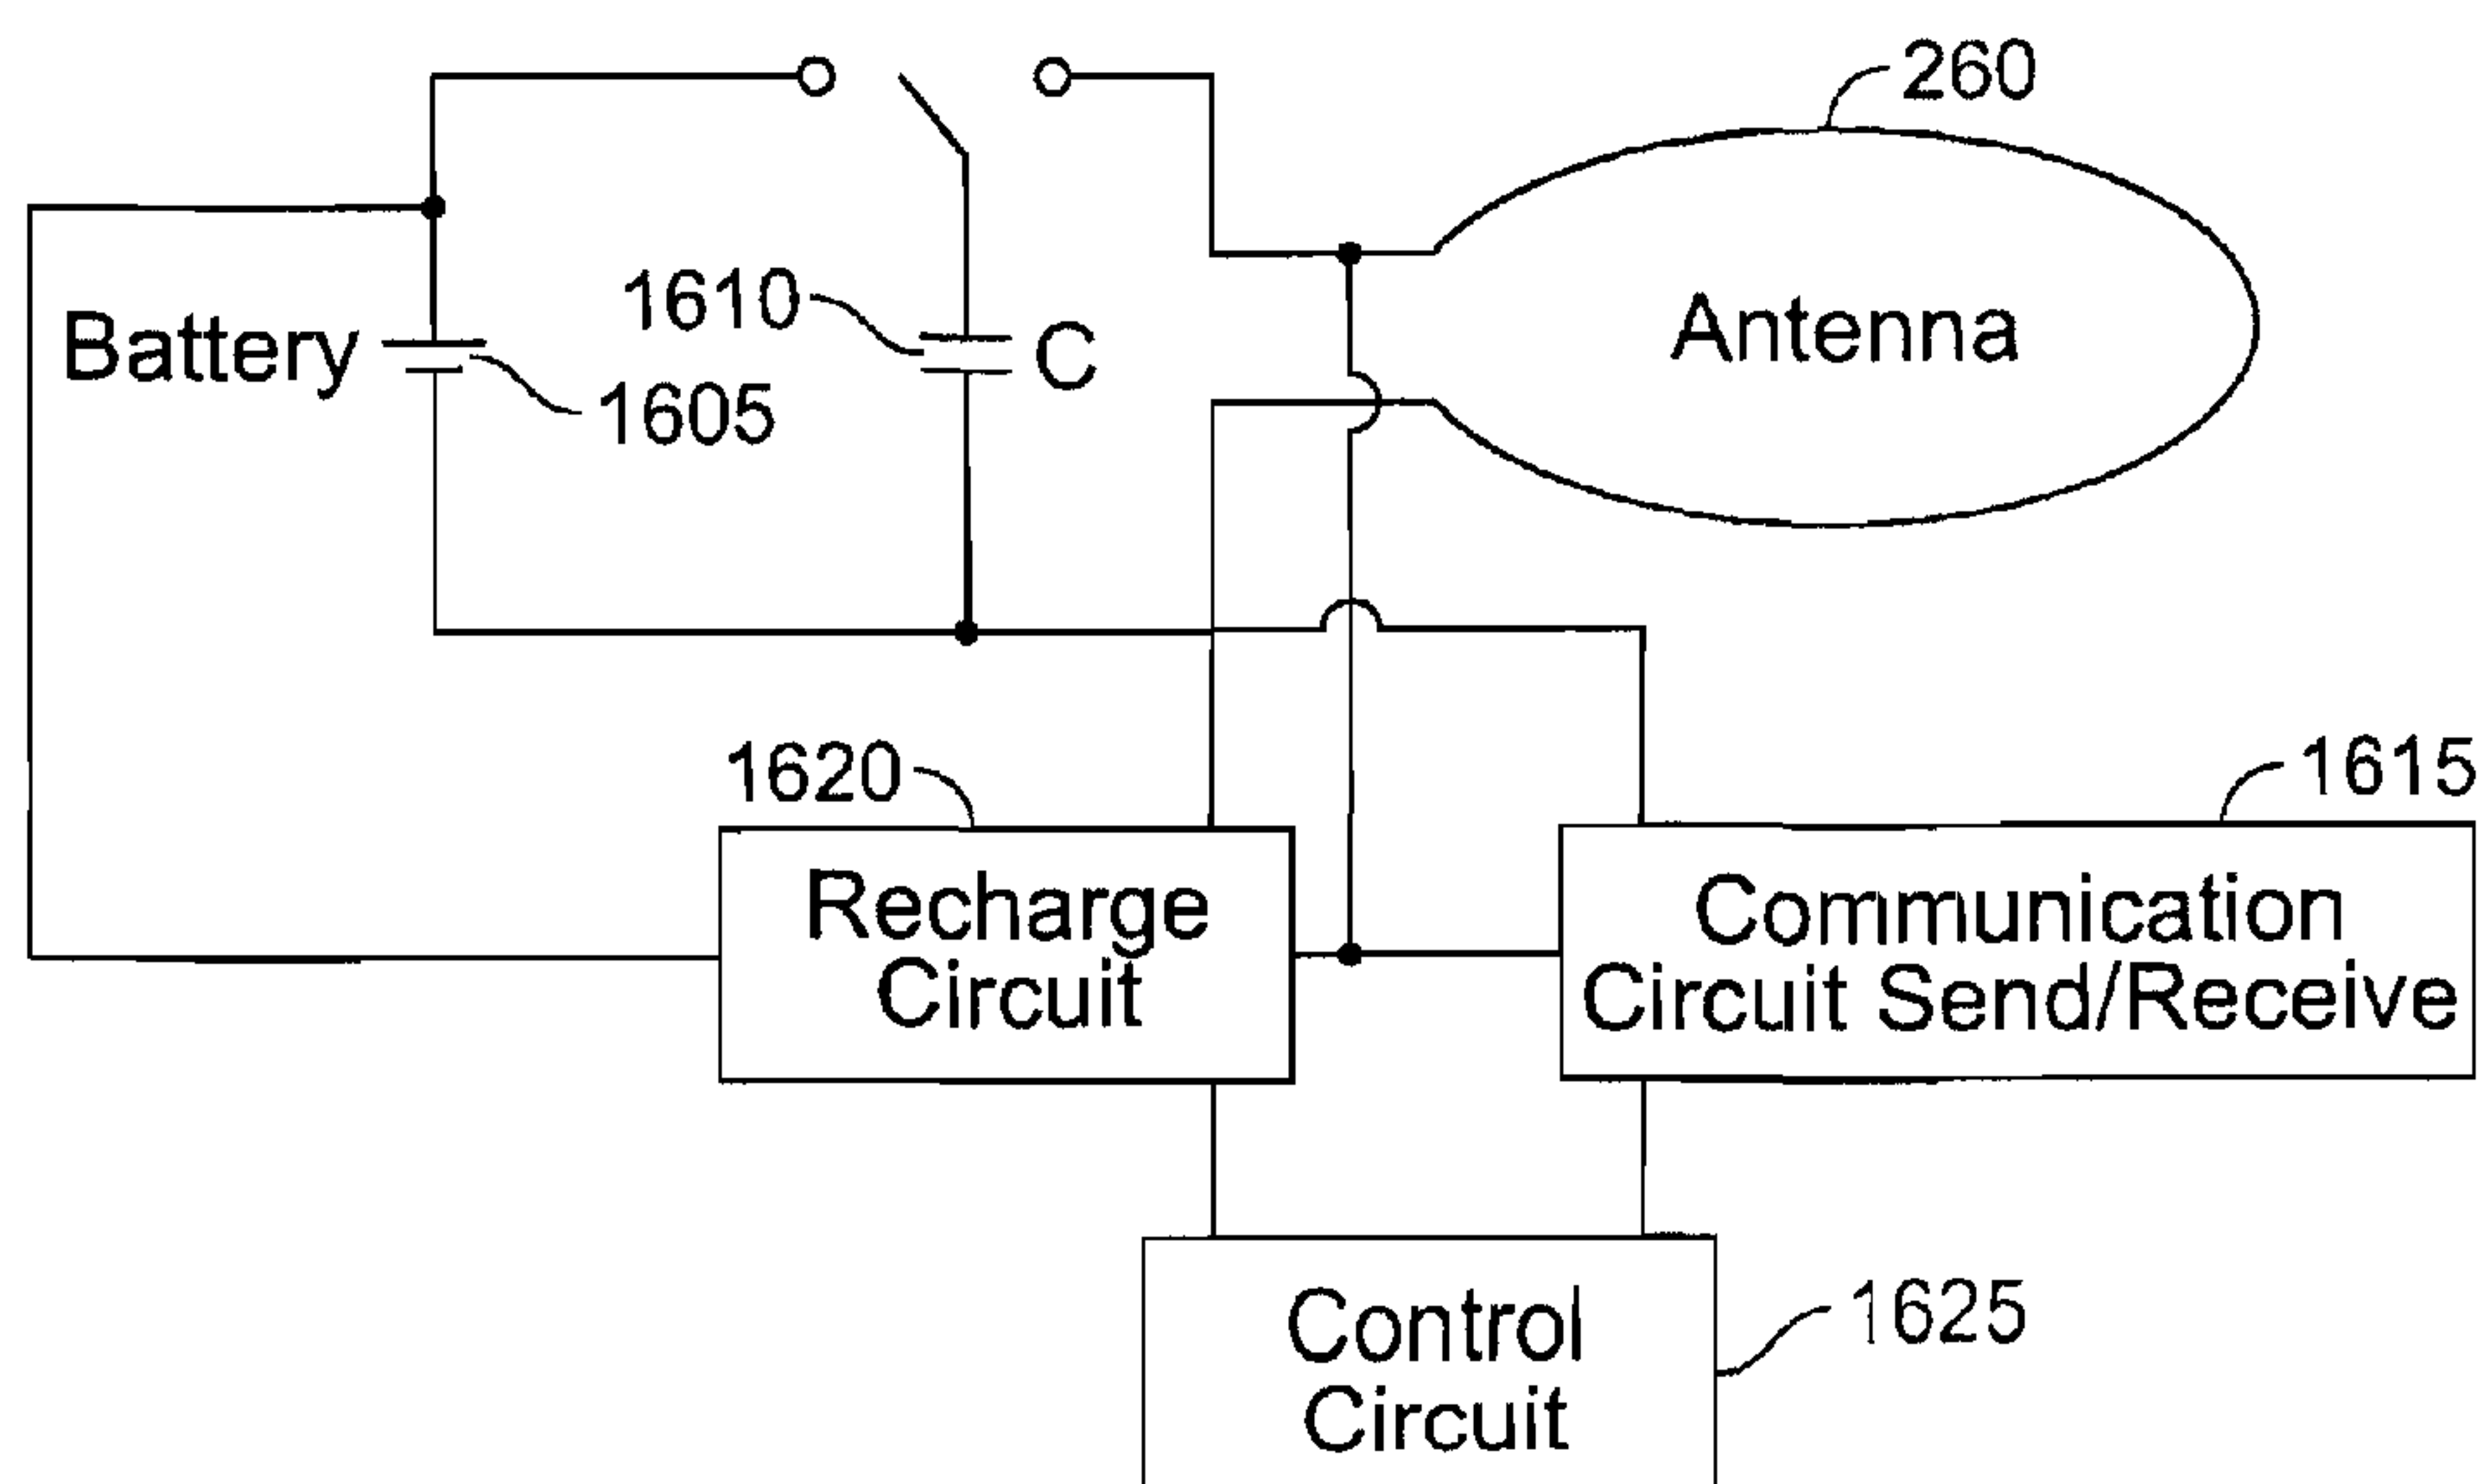 260
Battery
1610
C
1605
Antenna
1620
1615
Recharge
Circuit
Communication
Circuit Send/Receive
Control
Circuit
1625